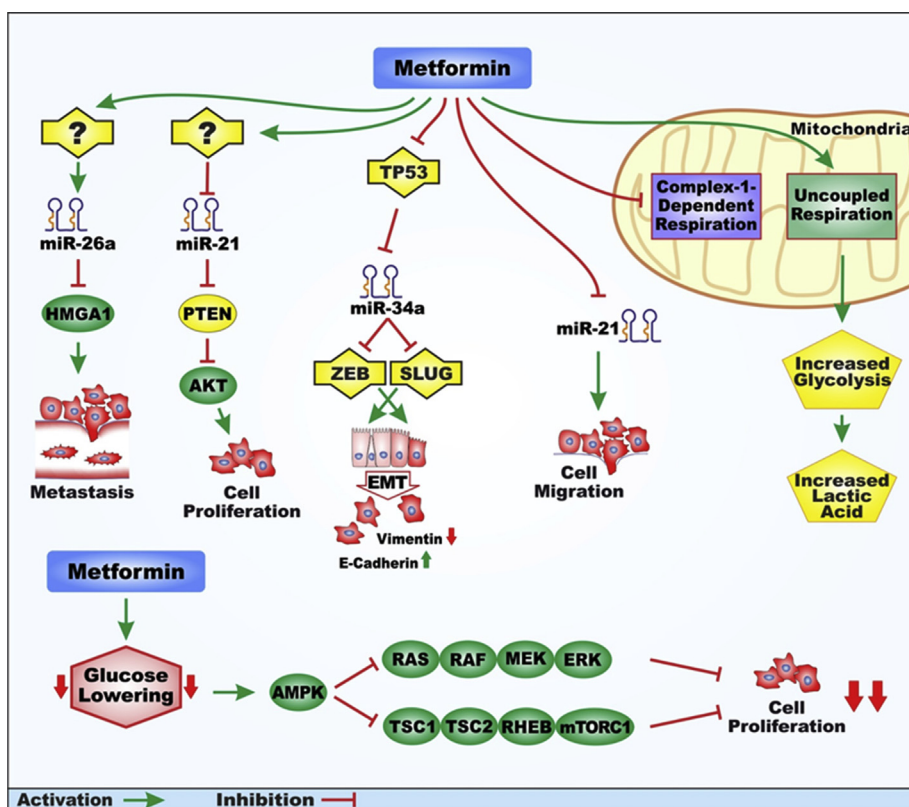 Metformin
?
?
Mitochondria
TP53
Complex-1-
Dependent
Respiration
Uncoupled
Respiration
miR-26a
miR-21
miR-34a
HMGA1
PTEN
miR-21
ZEB
SLUG
AKT
Increased
Glycolysis
EMT
Metastasis
Cell
Proliferation
Cell
Migration
Increased
Lactic
Acid
Vimentin
E-Cadherin
Metformin
Glucose
Lowering
AMPK
RAS
RAF
MEK
ERK
TSC1
TSC2
RHEB
mTORC1
Cell
Proliferation
Activation
Inhibition